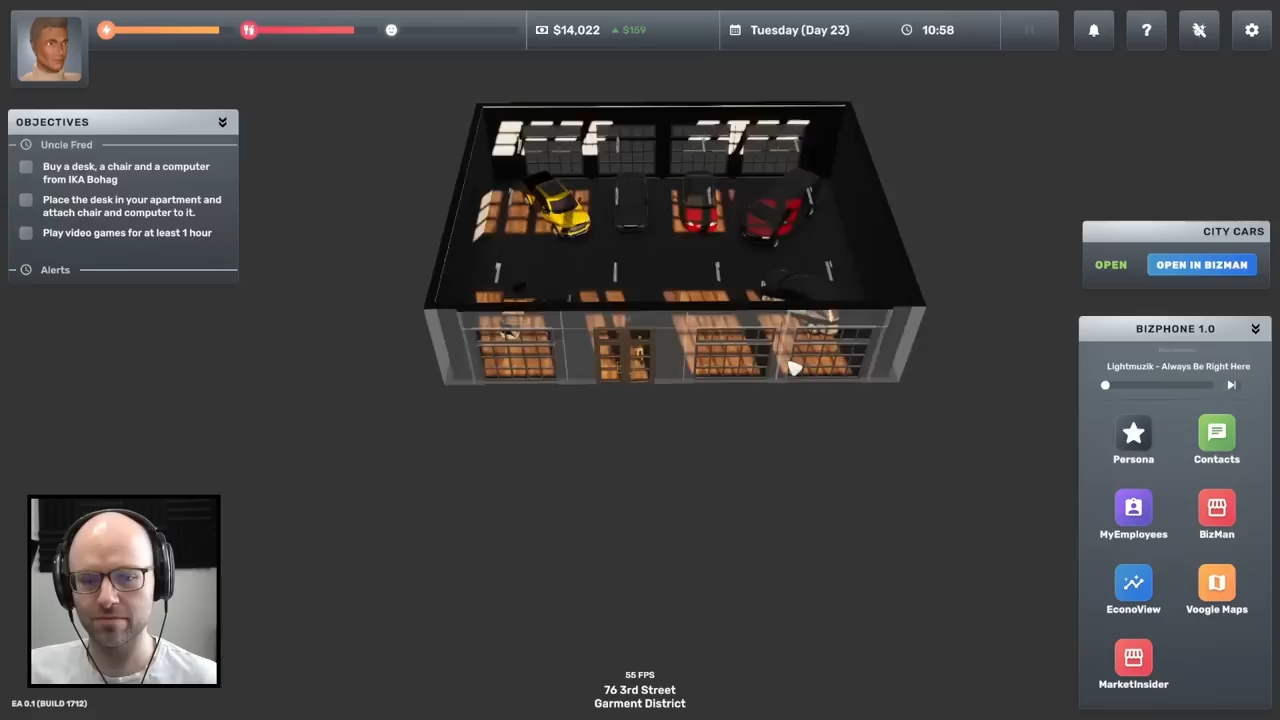 $14,022
$159
Tuesday (Day 23)
10:58
?
OBJECTIVES
Uncle Fred
Buy a desk, a chair and a computer
from IKA Bohag
Place the desk in your apartment and
attach chair and computer to it.
Play video games for at least 1 hour
Alerts
CITY CARS
OPEN
OPEN IN BIZMAN
BIZPHONE 1.0
Lightmuzik - Always Be Right Here
Persona
Contacts
MyEmployees
BizMan
EconoView
Voogle Maps
MarketInsider
55 FPS
76 3rd Street
Garment District
EA 0.1 (BUILD 1712)